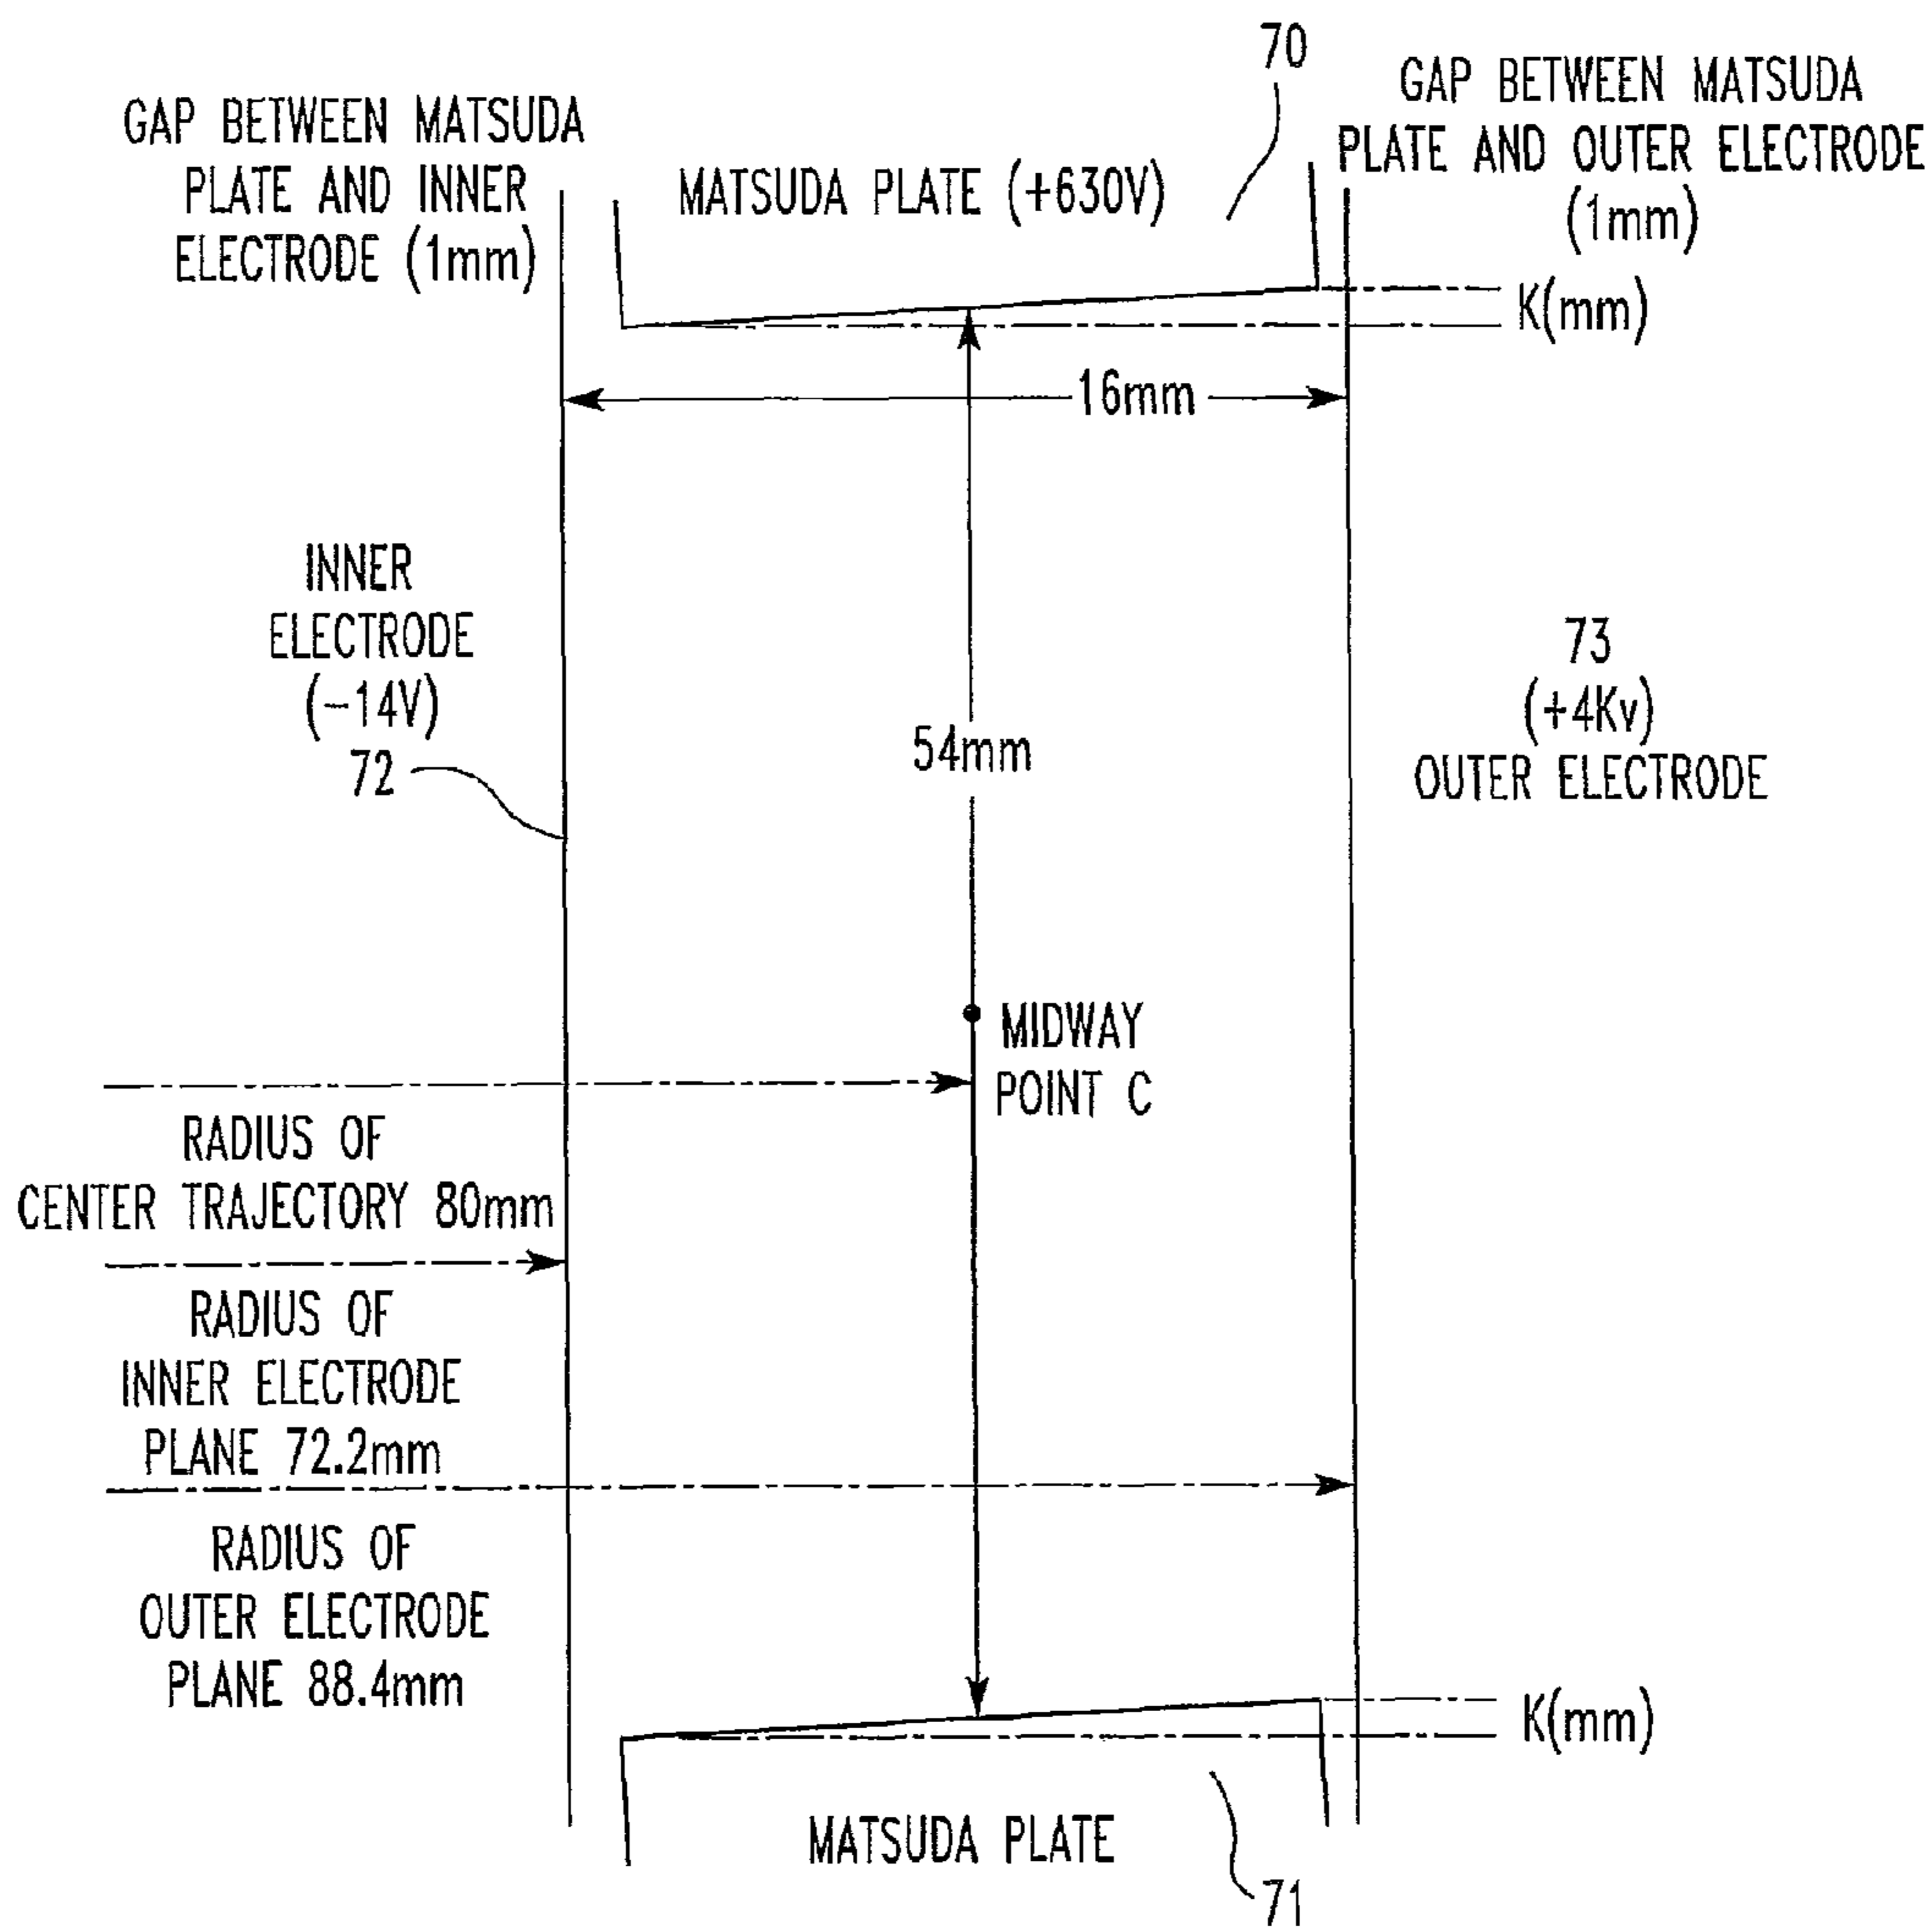 70
GAP BETWEEN MATSUDA
PLATE AND INNER
ELECTRODE (1mm)
MATSUDA PLATE (+630V)
GAP BETWEEN MATSUDA
PLATE AND OUTER ELECTRODE
(1mm)
K(mm)
16mm
INNER
ELECTRODE
(-14V)
72
54mm
73
(+4Kv)
OUTER ELECTRODE
MIDWAY
POINT C
RADIUS OF
CENTER TRAJECTORY 80mm
RADIUS OF
INNER ELECTRODE
PLANE 72.2mm
RADIUS OF
OUTER ELECTRODE
PLANE 88.4mm
K(mm)
MATSUDA PLATE
71